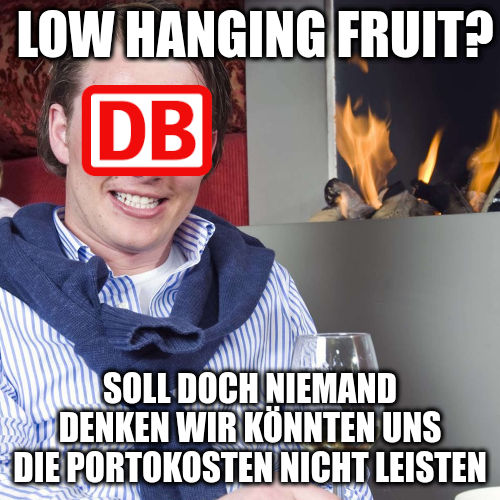 LOW HANGING FRUIT?
DB
SOLL DOCH NIEMAND
DENKEN WIR KÖNNTEN UNS
DIE PORTOKOSTEN NICHT LEISTEN